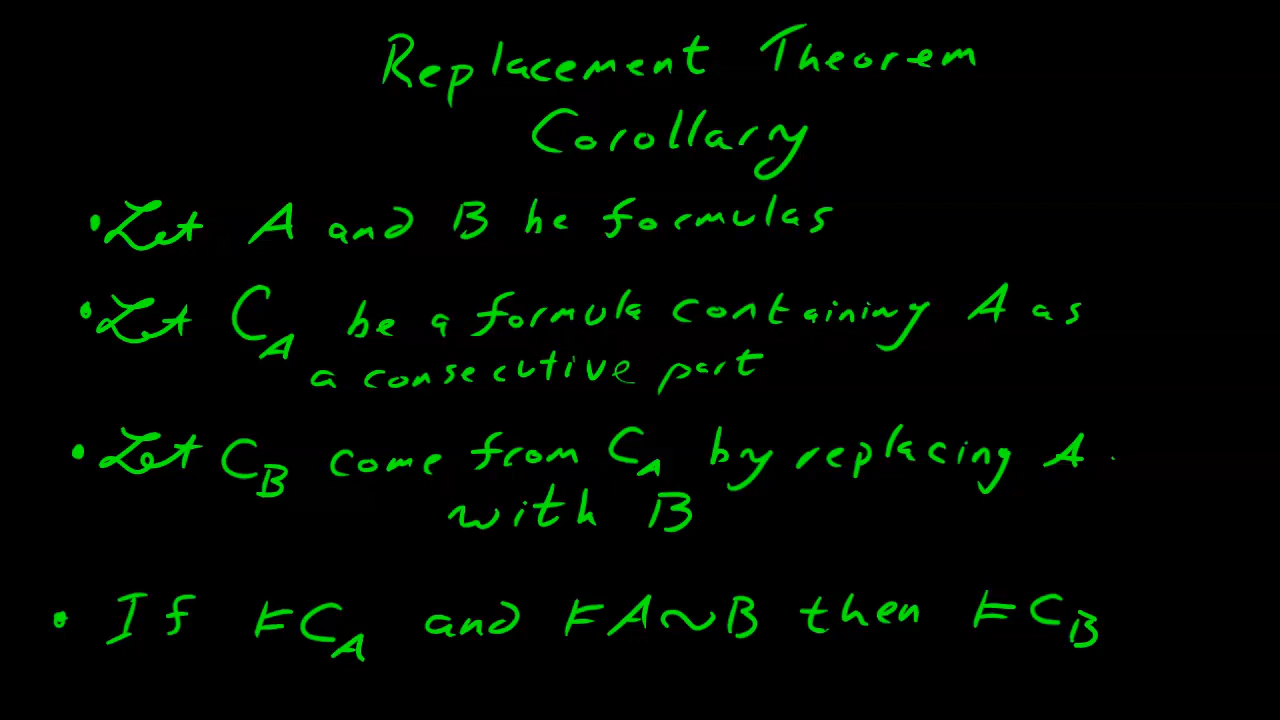 Replacement Theorem
Corollary
• Let A and B be formulas
• Let C_A be a formula containing A as
a consecutive part
• Let C_B come from C_A by replacing A
with B
• If ⊨C_A and ⊨A∼B then ⊨C_B